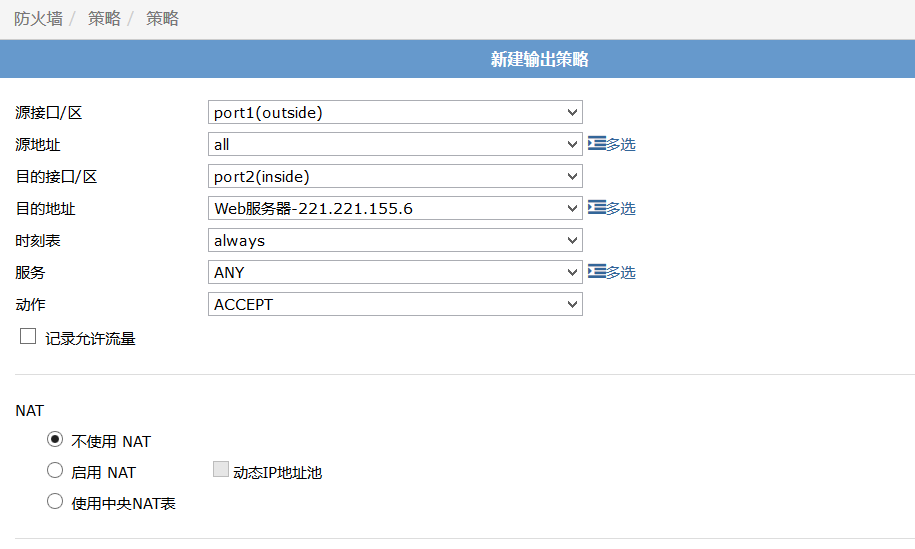 防火墙 / 策略 / 策略
新建输出策略
源接口/区 port1(outside)
源地址 all 多选
目的接口/区 port2(inside)
目的地址 Web服务器-221.221.155.6 多选
时刻表 always
服务 ANY 多选
动作 ACCEPT
记录允许流量
NAT
不使用 NAT
启用 NAT 动态IP地址池
使用中央NAT表